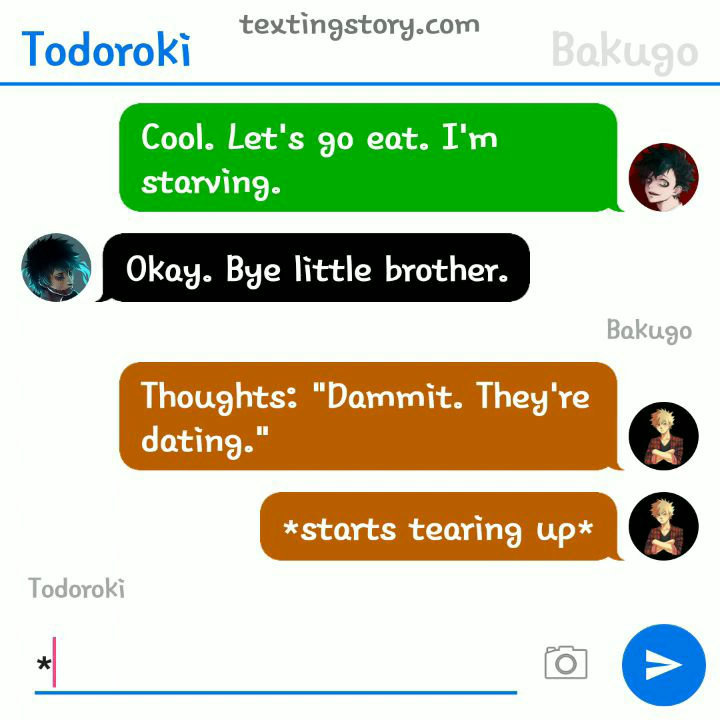 textingstory.com
Todoroki
Bakugo
Cool. Let's go eat. I'm
starving.
Okay. Bye little brother.
Bakugo
Thoughts: "Dammit. They're
dating."
*starts tearing up*
Todoroki
*